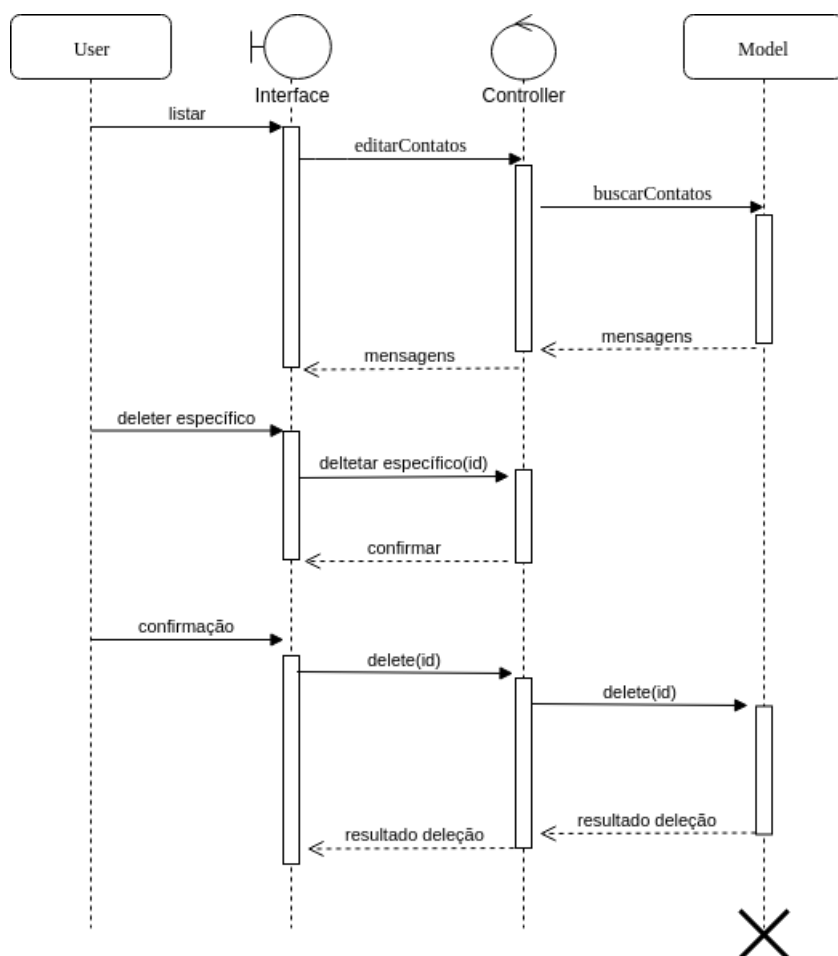 User
Model
Interface
Controller
listar
editarContatos
buscarContatos
mensagens
mensagens
deleter específico
deltetar específico(id)
confirmar
confirmação
delete(id)
delete(id)
resultado deleção
resultado deleção